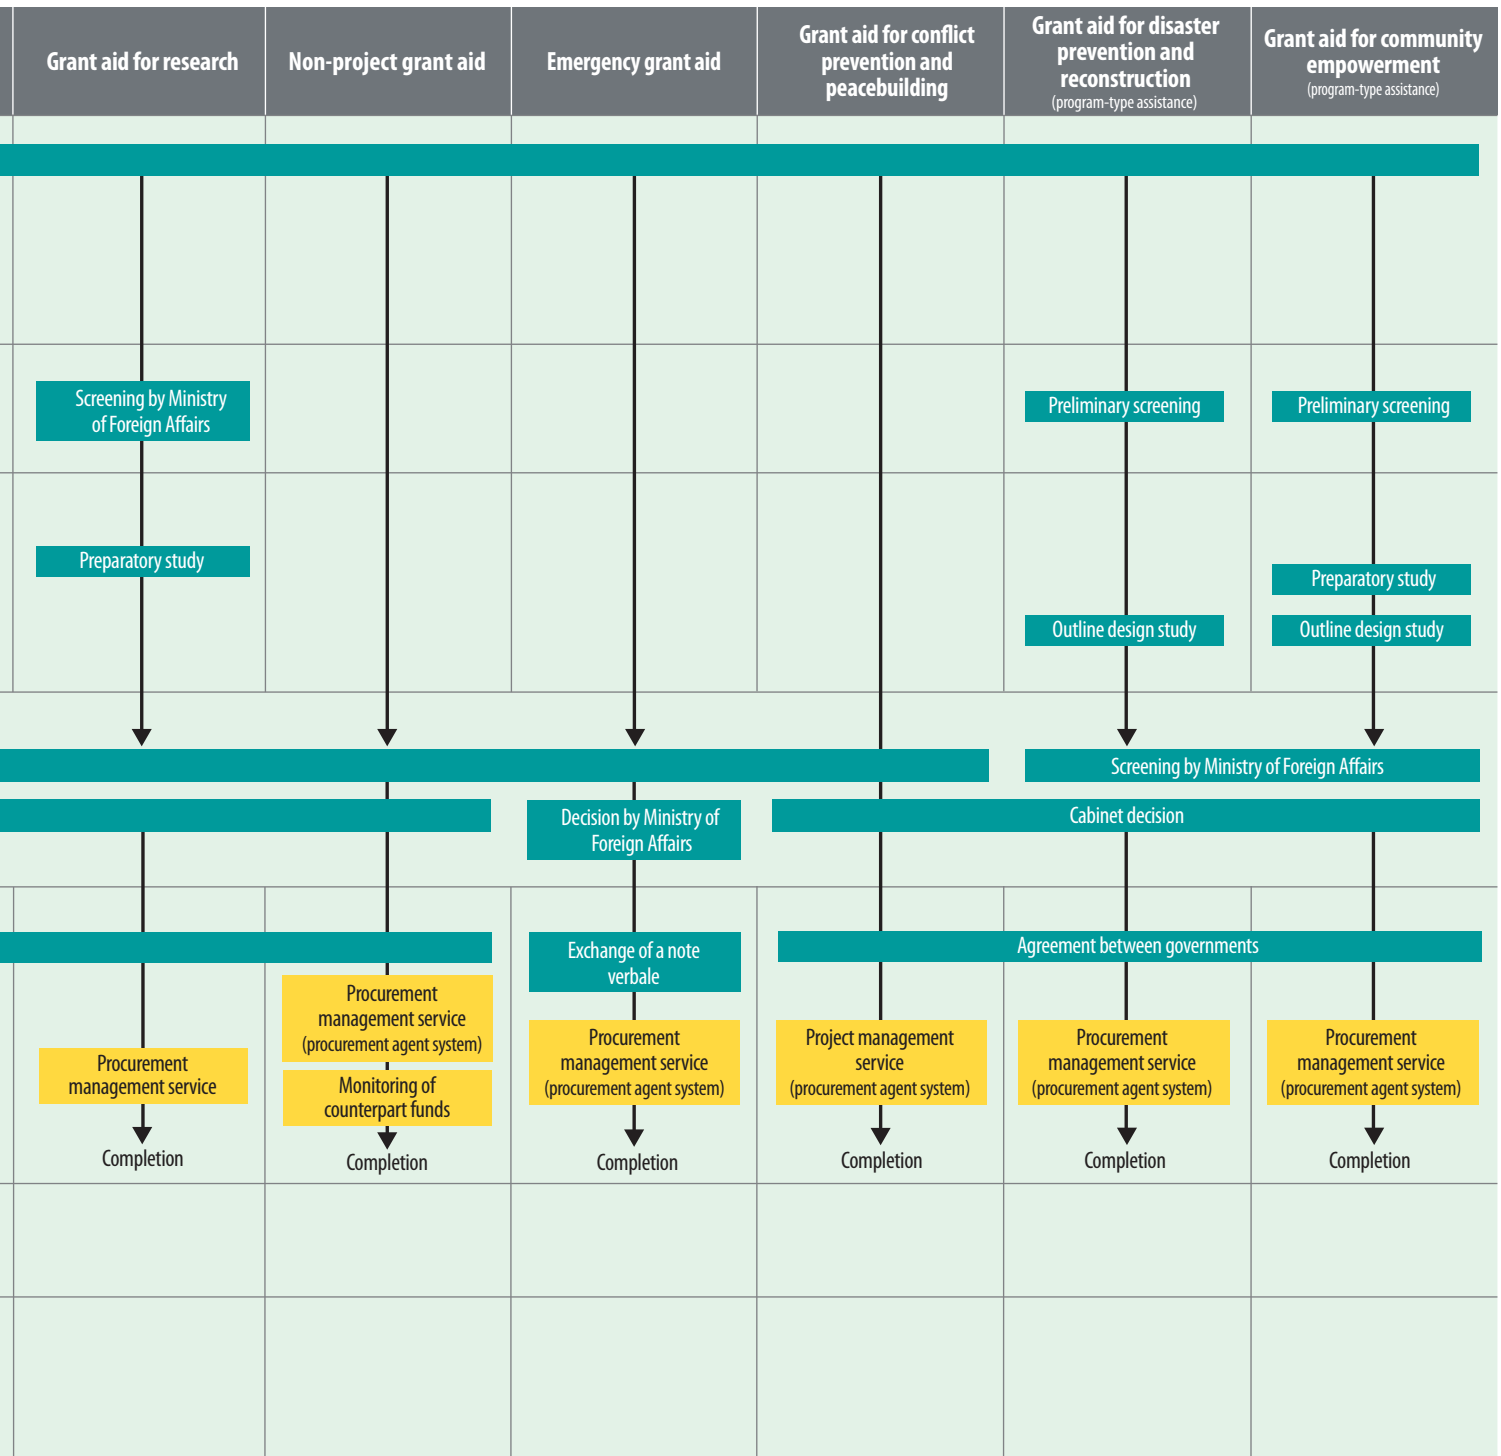 Grant aid for research
Non-project grant aid
Emergency grant aid
Grant aid for conflict
prevention and
peacebuilding
Grant aid for disaster
prevention and
reconstruction
(program-type assistance)
Grant aid for community
empowerment
(program-type assistance)
Screening by Ministry
of Foreign Affairs
Preliminary screening
Preliminary screening
Preparatory study
Preparatory study
Outline design study
Outline design study
Screening by Ministry of Foreign Affairs
Decision by Ministry of
Foreign Affairs
Cabinet decision
Exchange of a note
verbale
Agreement between governments
Procurement
management service
Procurement
management service
(procurement agent system)
Monitoring of
counterpart funds
Procurement
management service
(procurement agent system)
Project management
service
(procurement agent system)
Procurement
management service
(procurement agent system)
Procurement
management service
(procurement agent system)
Completion
Completion
Completion
Completion
Completion
Completion